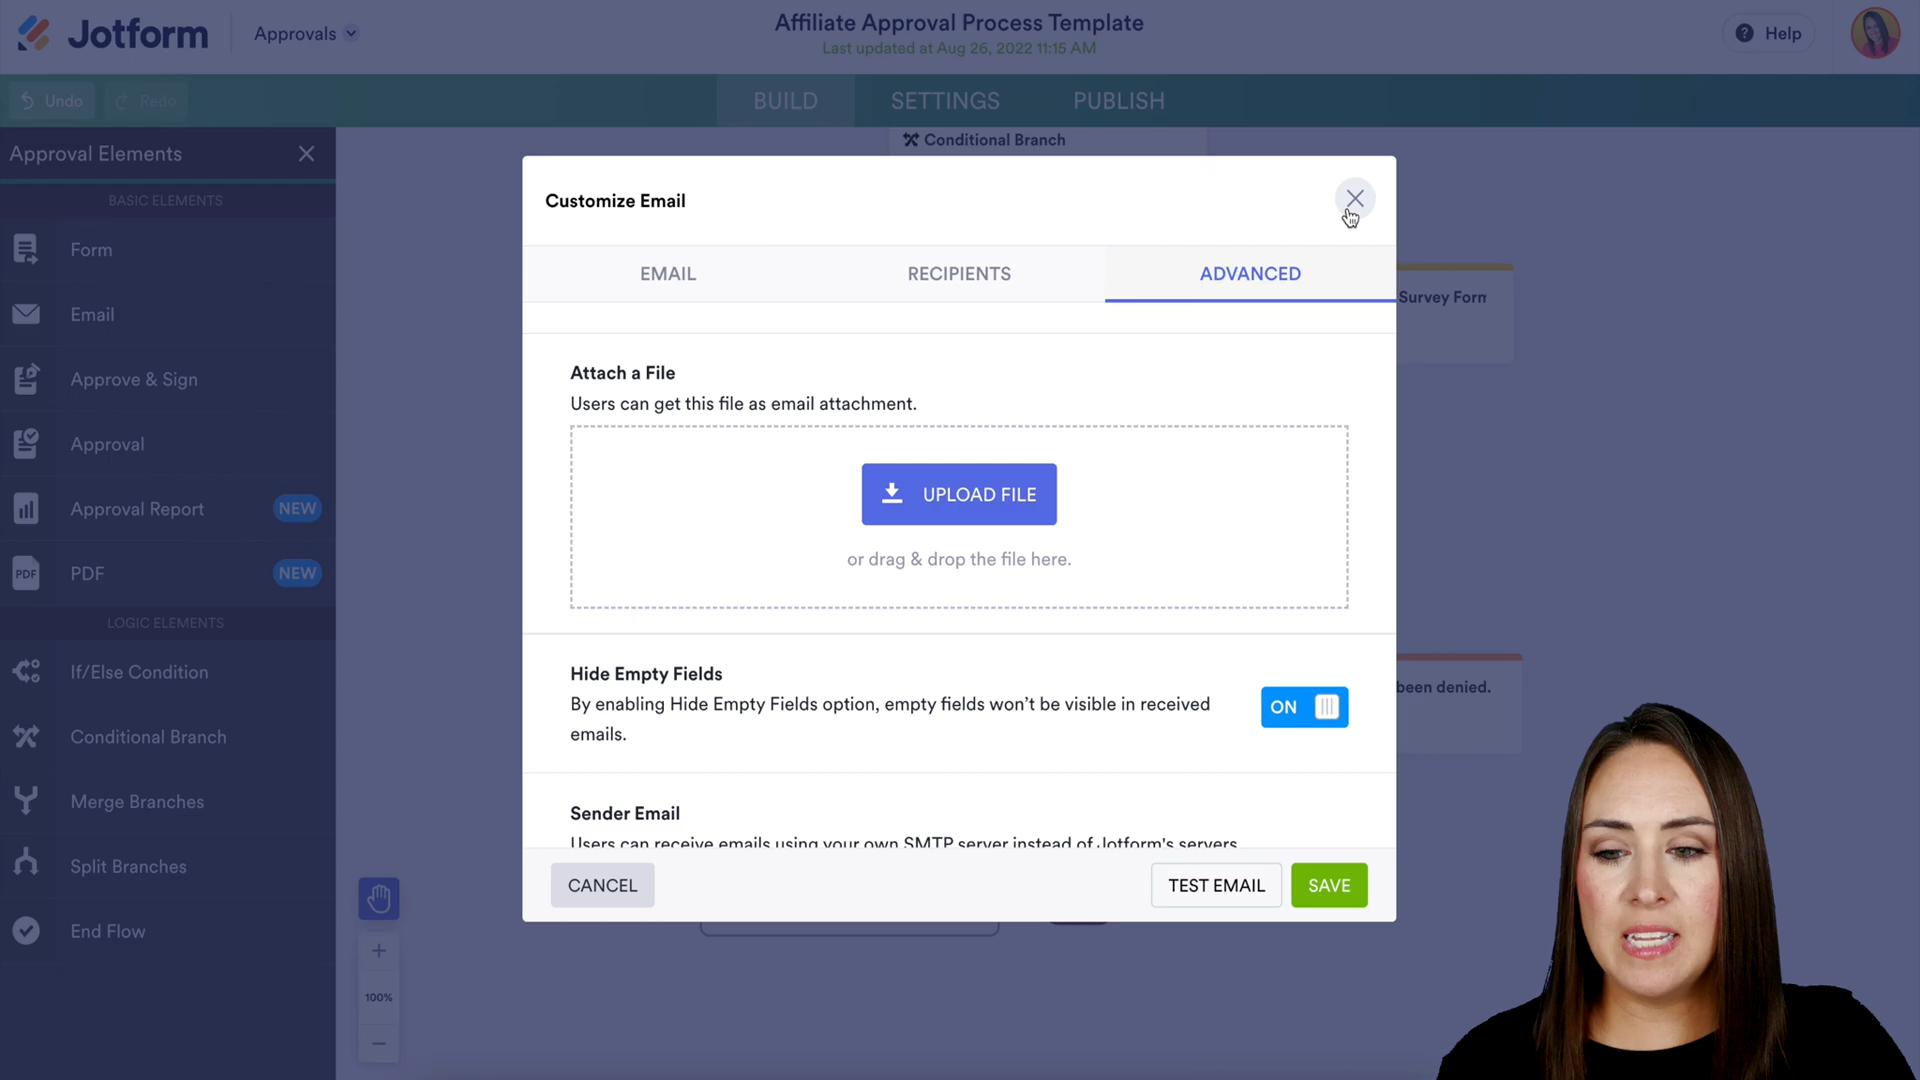 Jotform
Approvals
Affiliate Approval Process Template
Last updated at Aug 26, 2022 11:15 AM
? Help
Undo
Redo
BUILD
SETTINGS
PUBLISH
Approval Elements
BASIC ELEMENTS
Form
Email
Approve & Sign
Approval
Approval Report NEW
PDF PDF NEW
LOGIC ELEMENTS
If/Else Condition
Conditional Branch
Merge Branches
Split Branches
End Flow
100%
Conditional Branch
Survey Form
been denied.
Customize Email
EMAIL
RECIPIENTS
ADVANCED
Attach a File
Users can get this file as email attachment.
UPLOAD FILE
or drag & drop the file here.
Hide Empty Fields
By enabling Hide Empty Fields option, empty fields won't be visible in received
emails.
ON
Sender Email
Users can receive emails using your own SMTP server instead of Jotform's servers
CANCEL
TEST EMAIL
SAVE